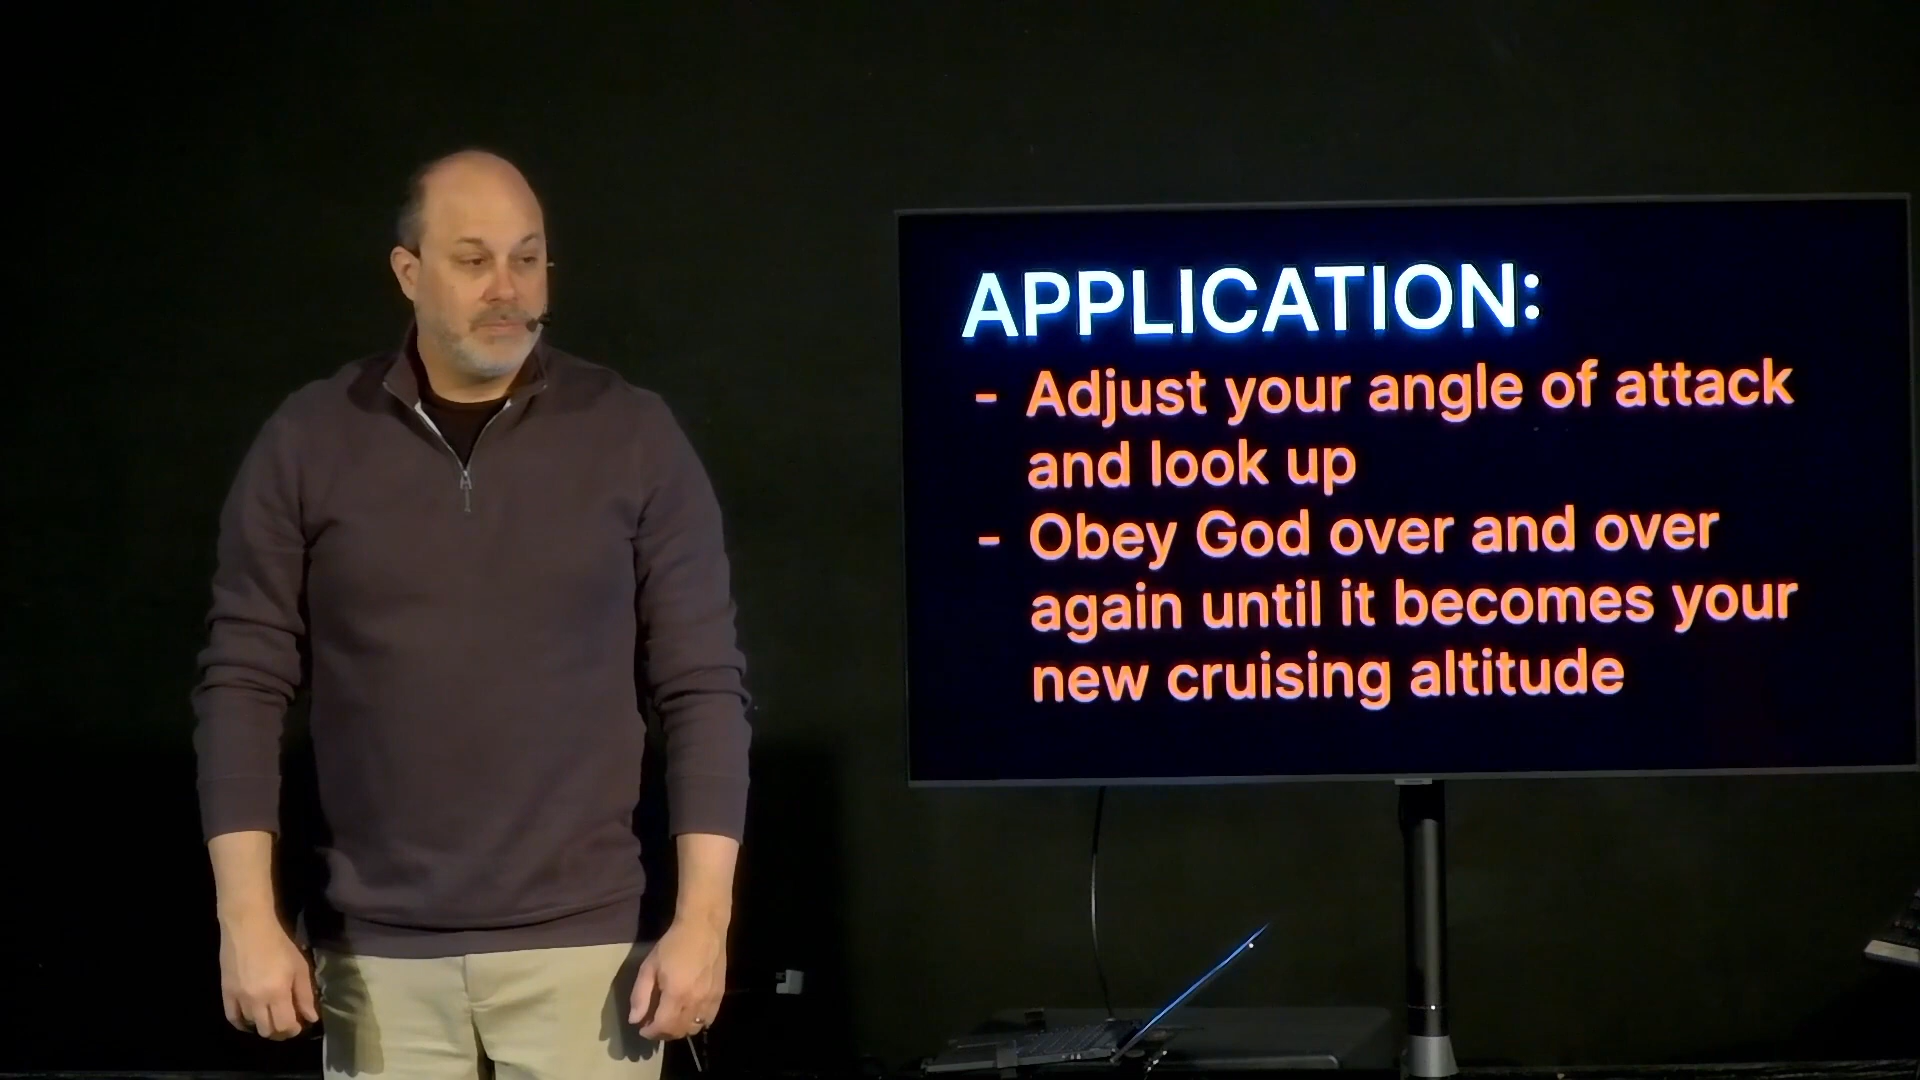 APPLICATION:
- Adjust your angle of attack
and look up
- Obey God over and over
again until it becomes your
new cruising altitude